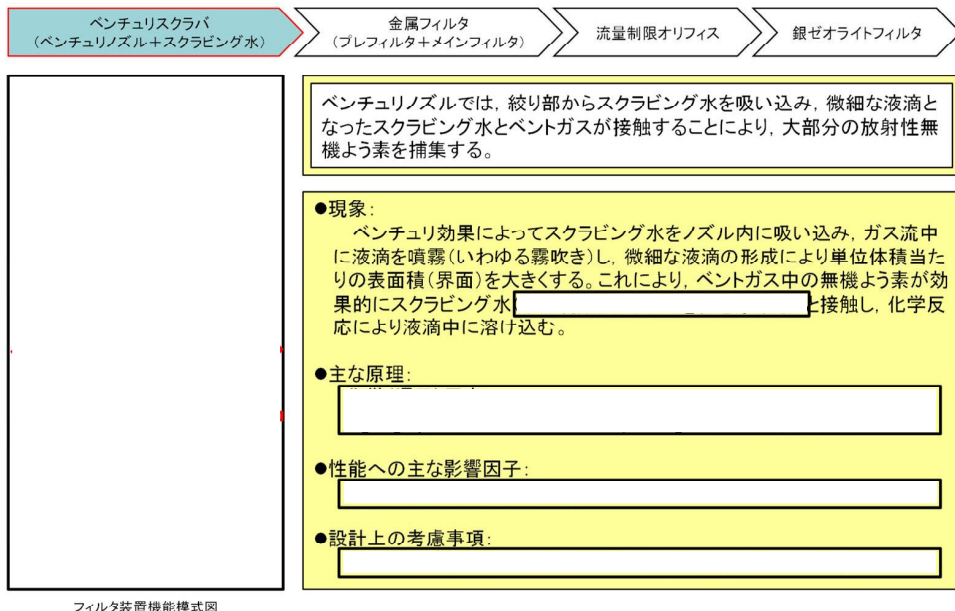 ベンチュリスクラバ
(ベンチュリノズル+スクラビング水)
金属フィルタ
(プレフィルタ+メインフィルタ)
流量制限オリフィス
銀ゼオライトフィルタ
ベンチュリノズルでは,絞り部からスクラビング水を吸い込み,微細な液滴と
なったスクラビング水とベントガスが接触することにより,大部分の放射性無
機よう素を捕集する。
●現象:
ベンチュリ効果によってスクラビング水をノズル内に吸い込み,ガス流中
に液滴を噴霧(いわゆる霧吹き)し,微細な液滴の形成により単位体積当た
りの表面積(界面)を大きくする。これにより,ベントガス中の無機よう素が効
果的にスクラビング水 と接触し,化学反
応により液滴中に溶け込む。
●主な原理:
●性能への主な影響因子:
●設計上の考慮事項:
フィルタ装置機能模式図